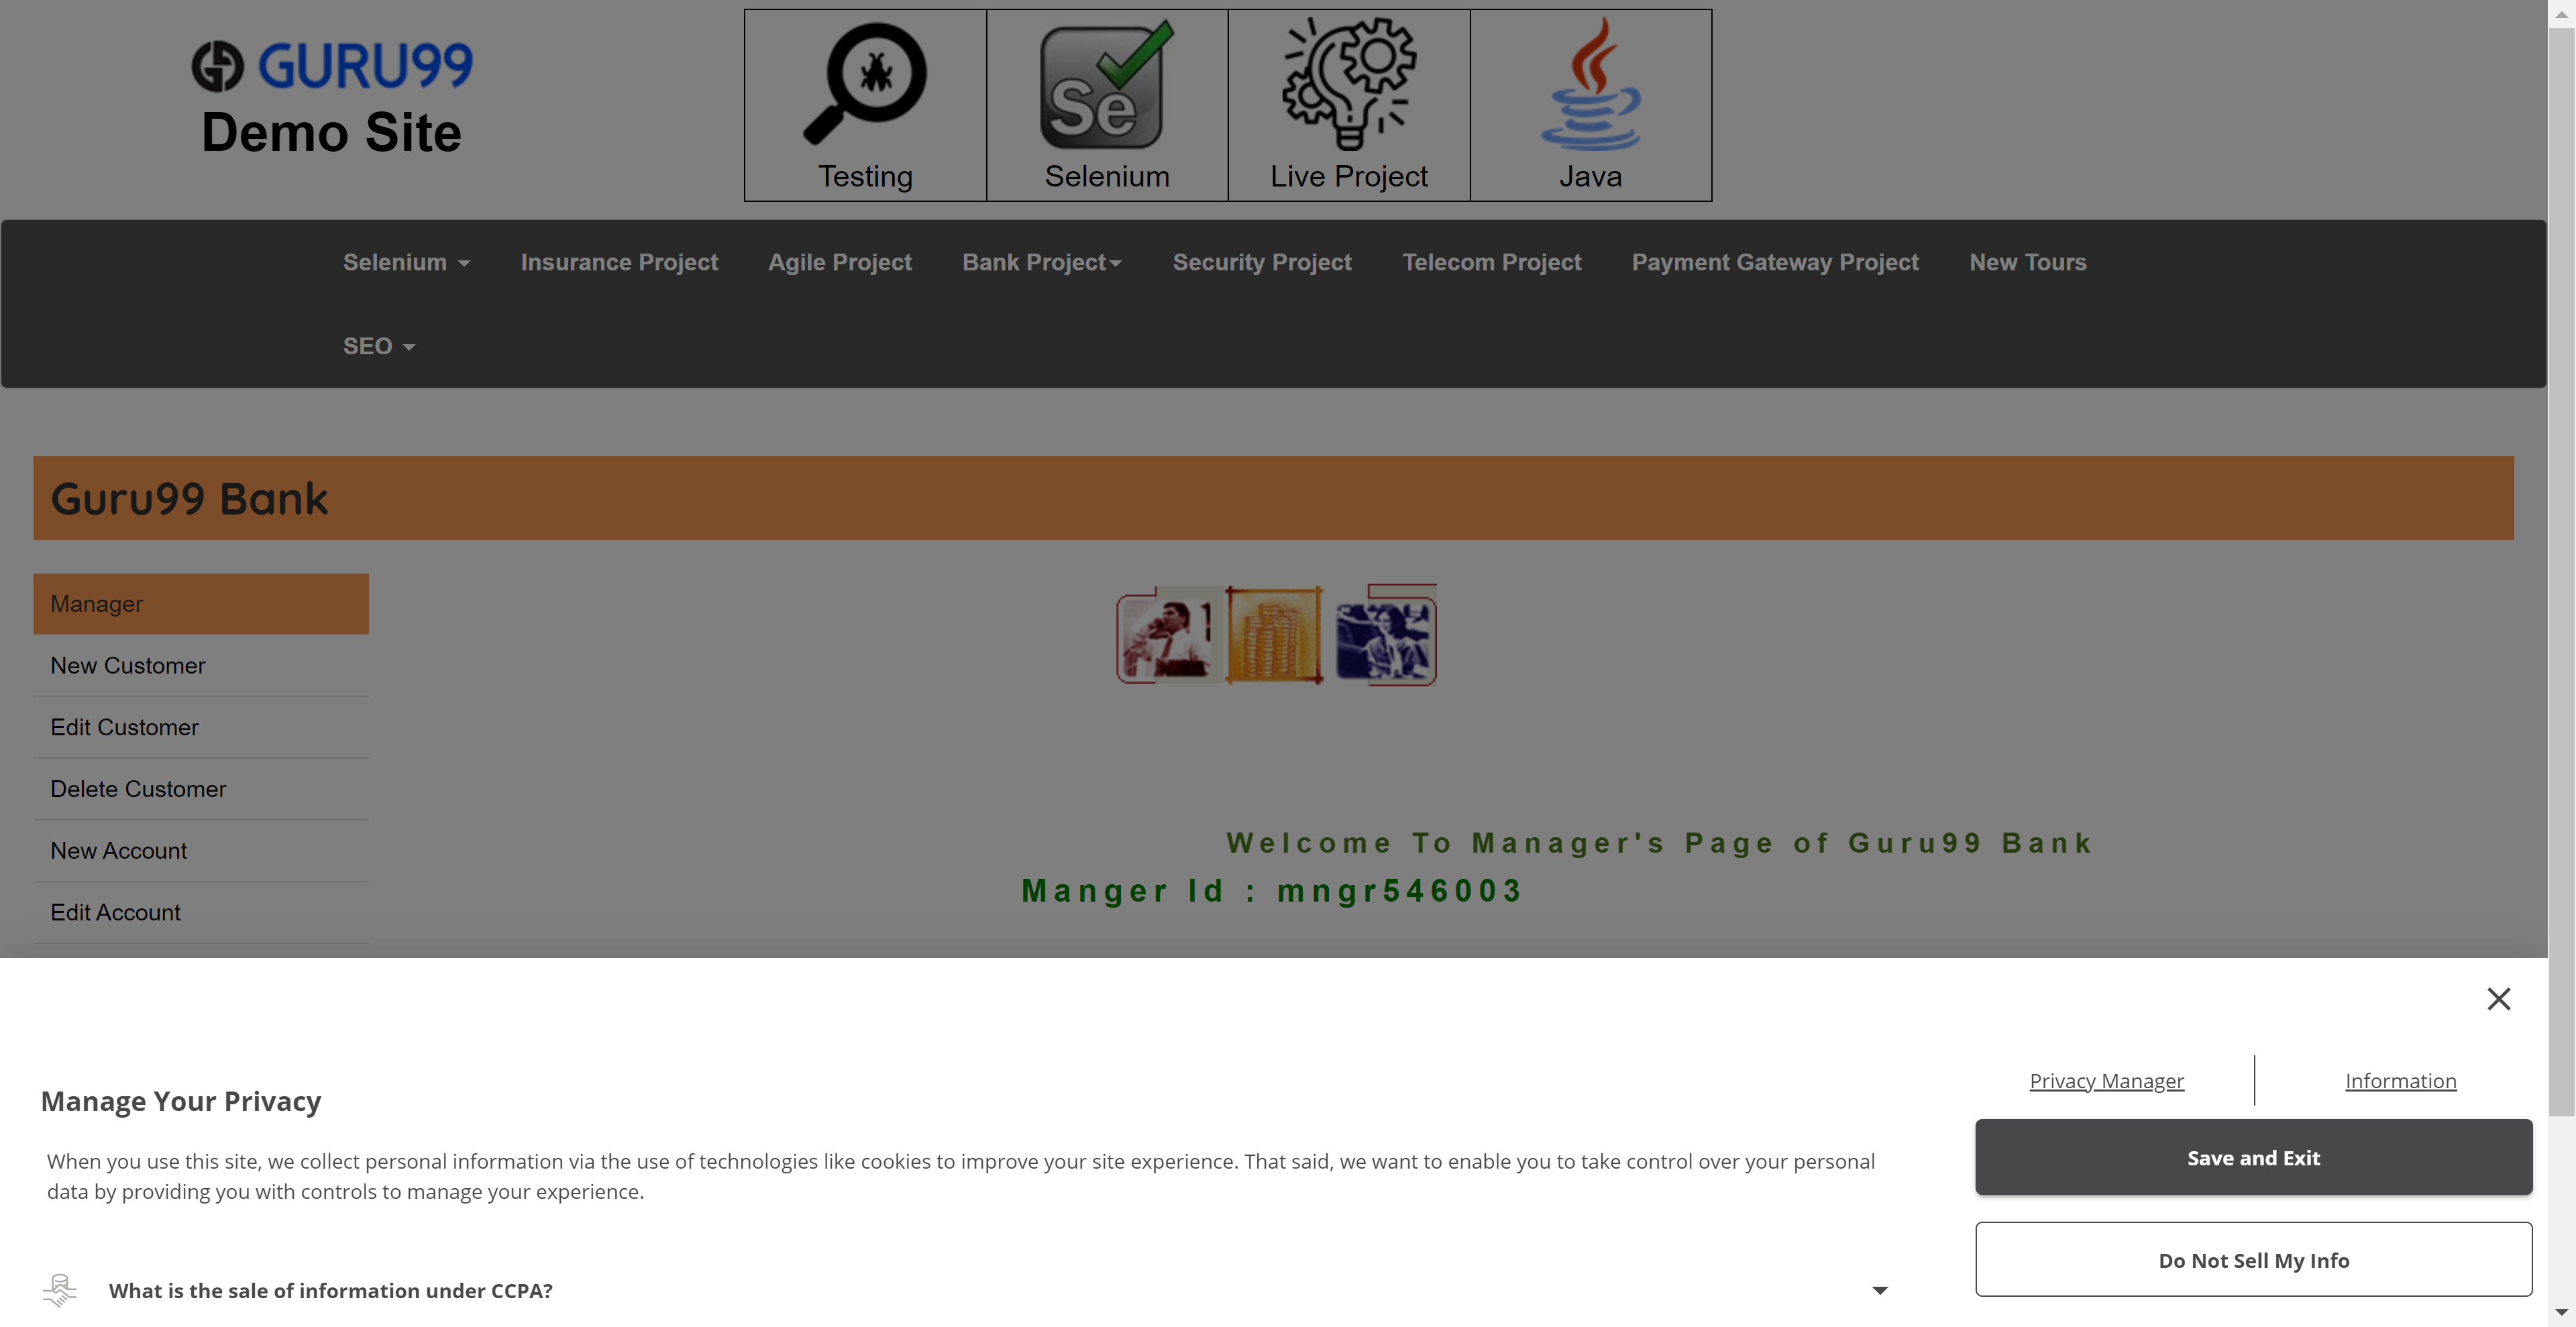 GURU99
Demo Site
Testing
Se
Selenium
Live Project
Java
Selenium
Insurance Project
Agile Project
Bank Project
Security Project
Telecom Project
Payment Gateway Project
New Tours
SEO
Guru99 Bank
Manager
New Customer
Edit Customer
Delete Customer
New Account
Edit Account
Welcome To Manager's Page of Guru99 Bank
Manger Id : mngr546003
Manage Your Privacy
When you use this site, we collect personal information via the use of technologies like cookies to improve your site experience. That said, we want to enable you to take control over your personal
data by providing you with controls to manage your experience.
What is the sale of information under CCPA?
Privacy Manager
Information
Save and Exit
Do Not Sell My Info